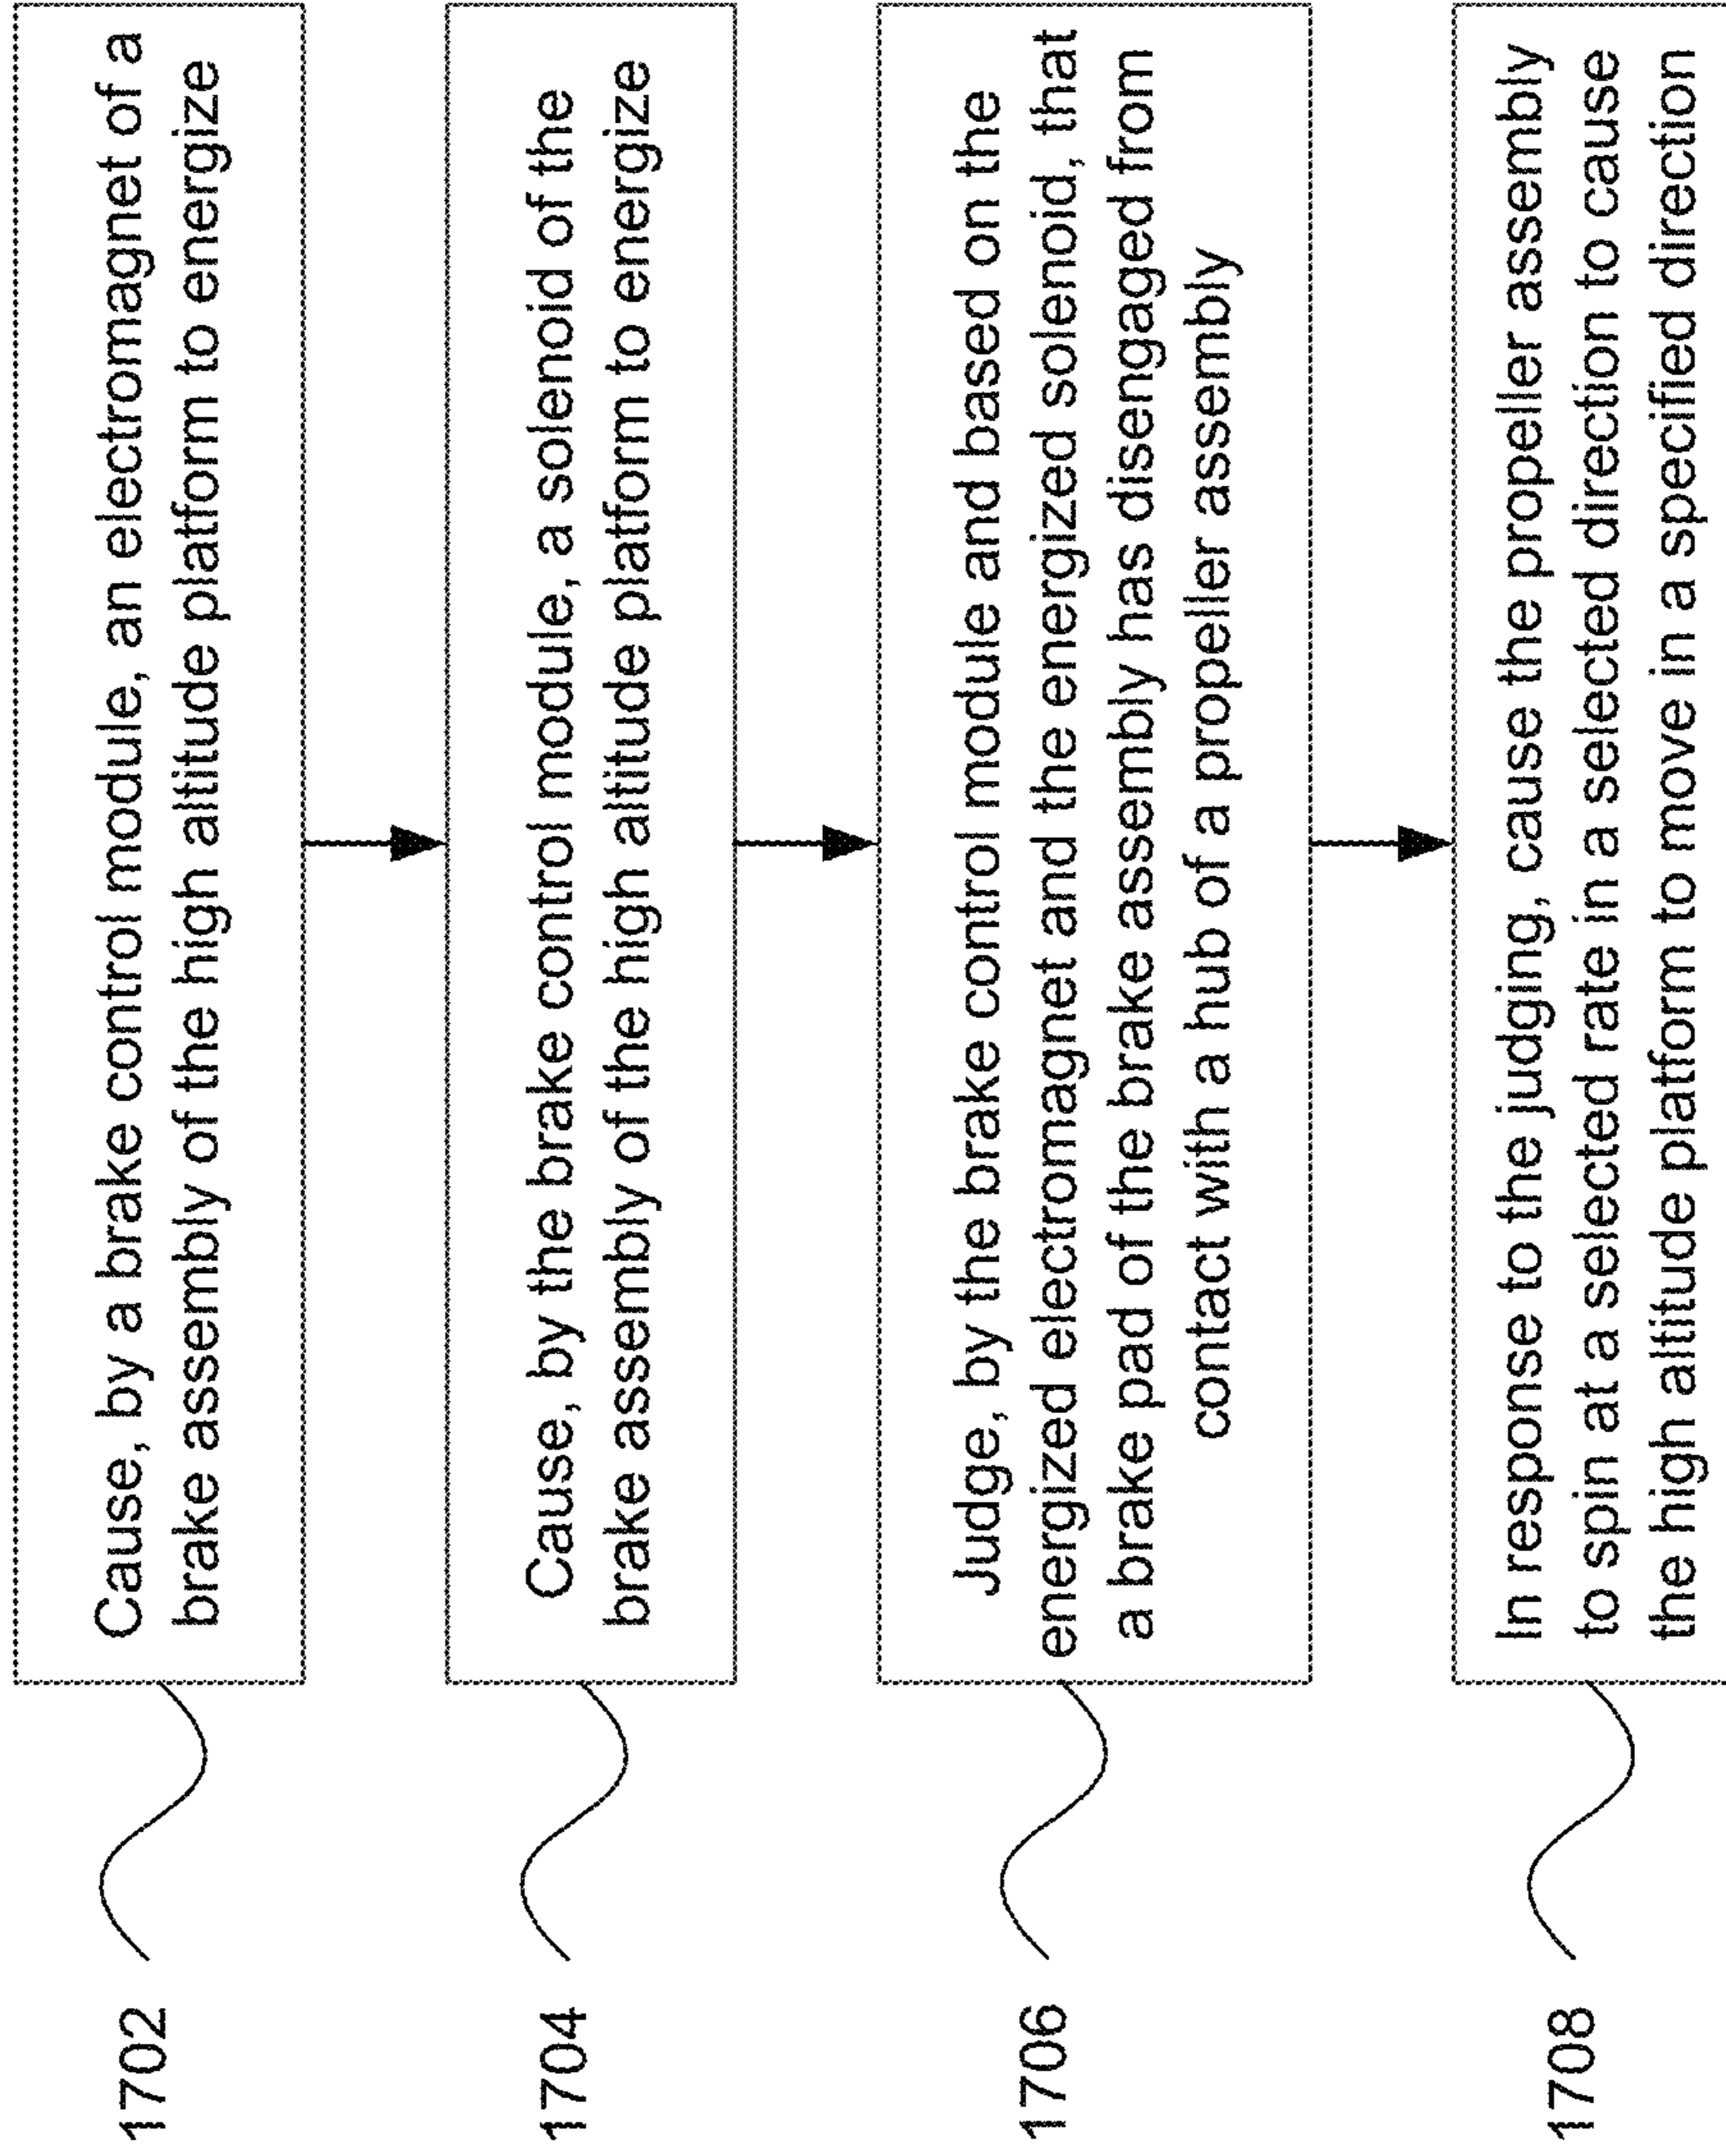 1702
Cause, by a brake control module, an electromagnet of a
brake assembly of the high altitude platform to energize
1704
Cause, by the brake control module, a solenoid of the
brake assembly of the high altitude platform to energize
1706
Judge, by the brake control module and based on the
energized electromagnet and the energized solenoid, that
a brake pad of the brake assembly has disengaged from
contact with a hub of a propeller assembly
1708
In response to the judging, cause the propeller assembly
to spin at a selected rate in a selected direction to cause
the high altitude platform to move in a specified direction